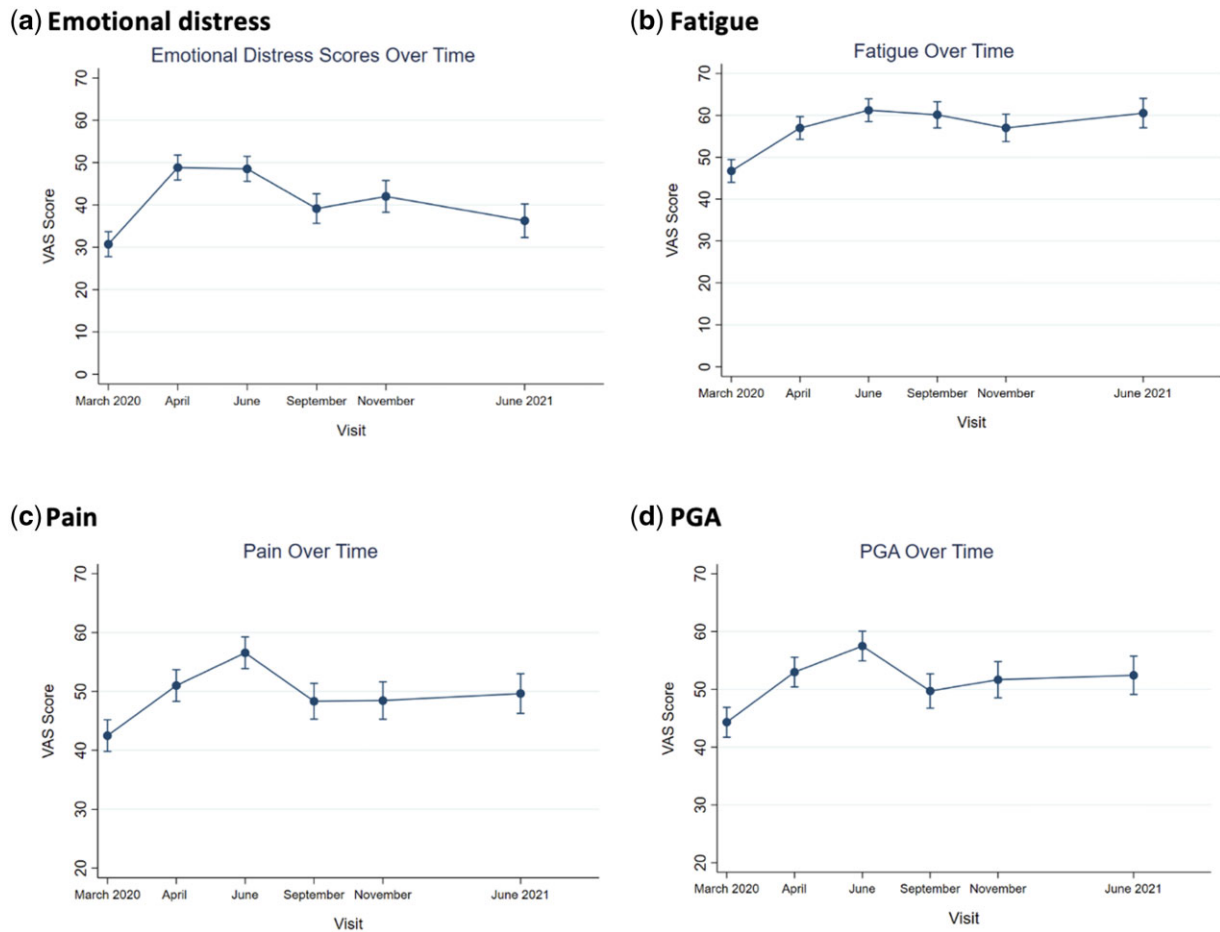 (a) Emotional distress
Emotional Distress Scores Over Time
70
60
50
40
30
20
10
0
VAS Score
March 2020 April June September November June 2021
Visit
(b) Fatigue
Fatigue Over Time
70
60
50
40
30
20
10
0
VAS Score
March 2020 April June September November June 2021
Visit
(c) Pain
Pain Over Time
70
60
50
40
30
20
VAS Score
March 2020 April June September November June 2021
Visit
(d) PGA
PGA Over Time
70
60
50
40
30
20
VAS Score
March 2020 April June September November June 2021
Visit